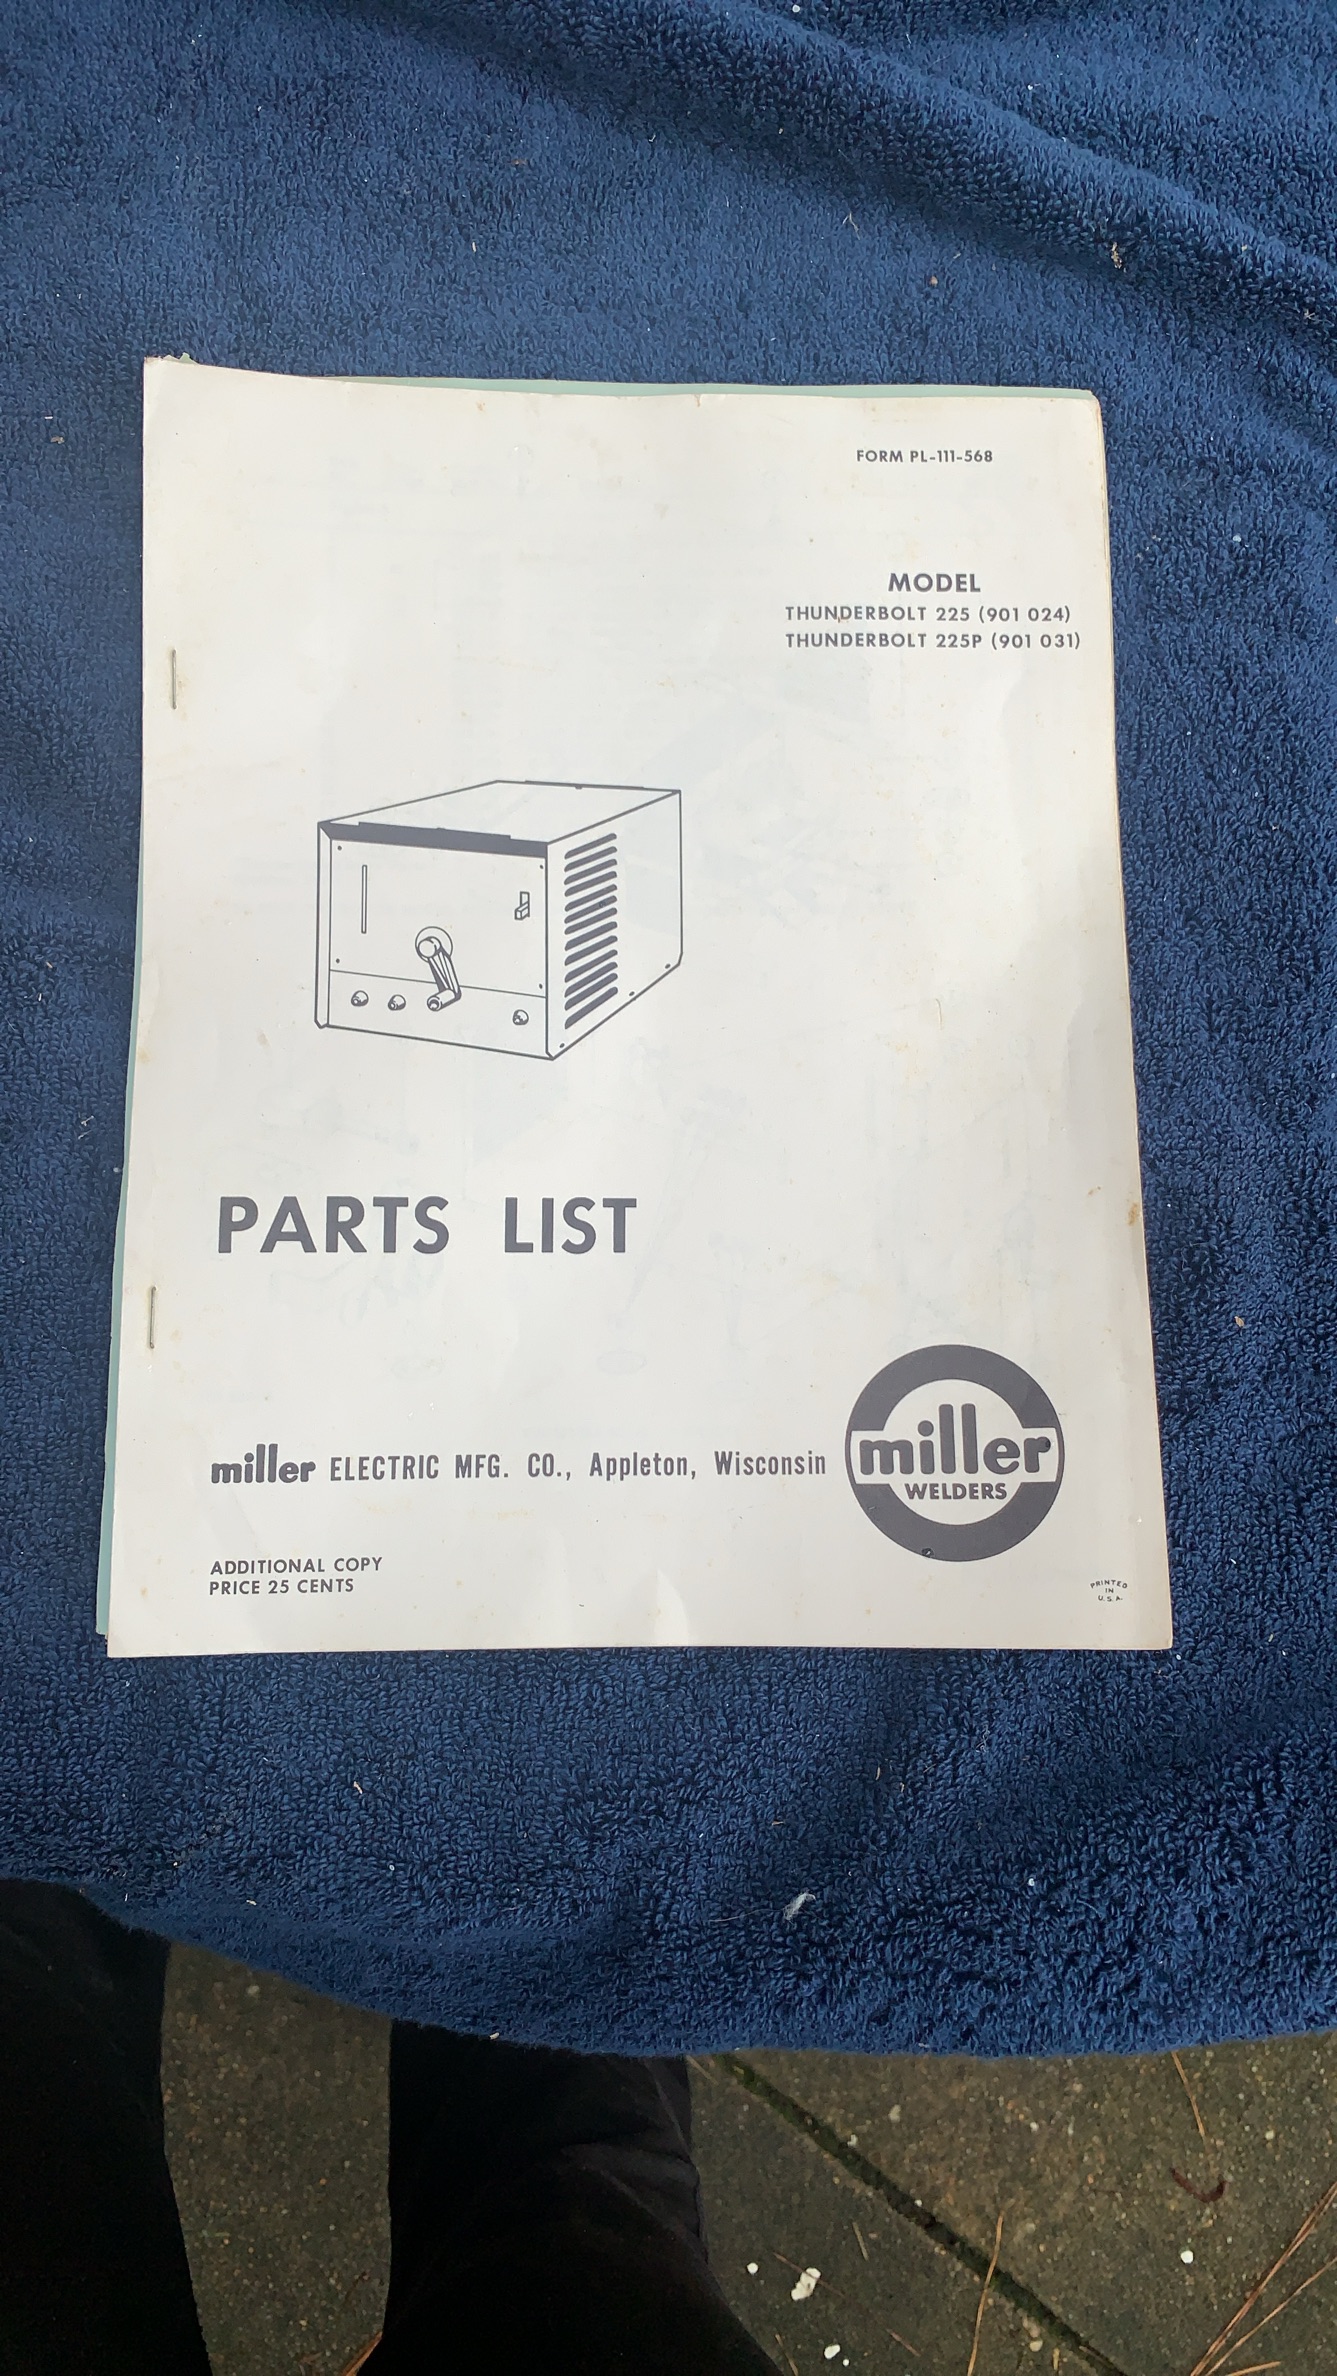 FORM PL-111-568
MODEL
THUNDERBOLT 225 (901 024)
THUNDERBOLT 225P (901 031)
PARTS LIST
miller ELECTRIC MFG. CO., Appleton, Wisconsin
miller
WELDERS
ADDITIONAL COPY
PRICE 25 CENTS
PRINTED
IN
U.S.A.